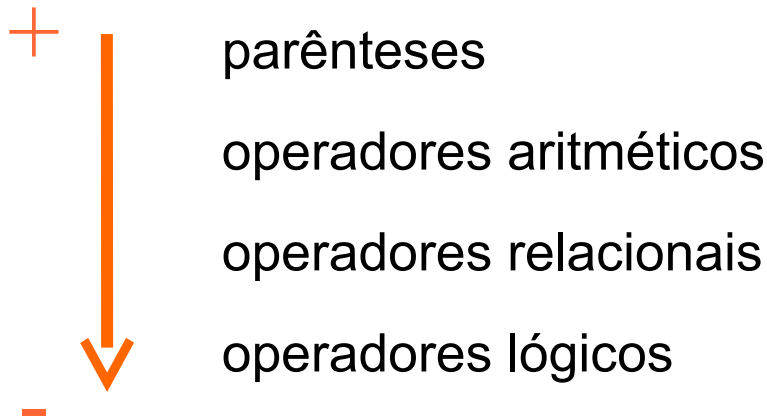 +
parênteses
operadores aritméticos
operadores relacionais
operadores lógicos
-